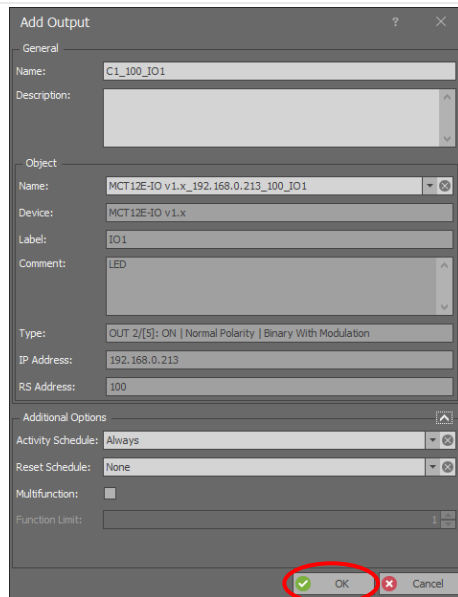 Add Output ?
General
Name: C1_100_IO1
Description:
Object
Name: MCT12E-IO v1.x_192.168.0.213_100_IO1
Device: MCT12E-IO v1.x
Label: IO1
Comment: LED
Type: OUT 2/[5]: ON | Normal Polarity | Binary With Modulation
IP Address: 192.168.0.213
RS Address: 100
Additional Options
Activity Schedule: Always
Reset Schedule: None
Multifunction:
Function Limit: 1
OK Cancel